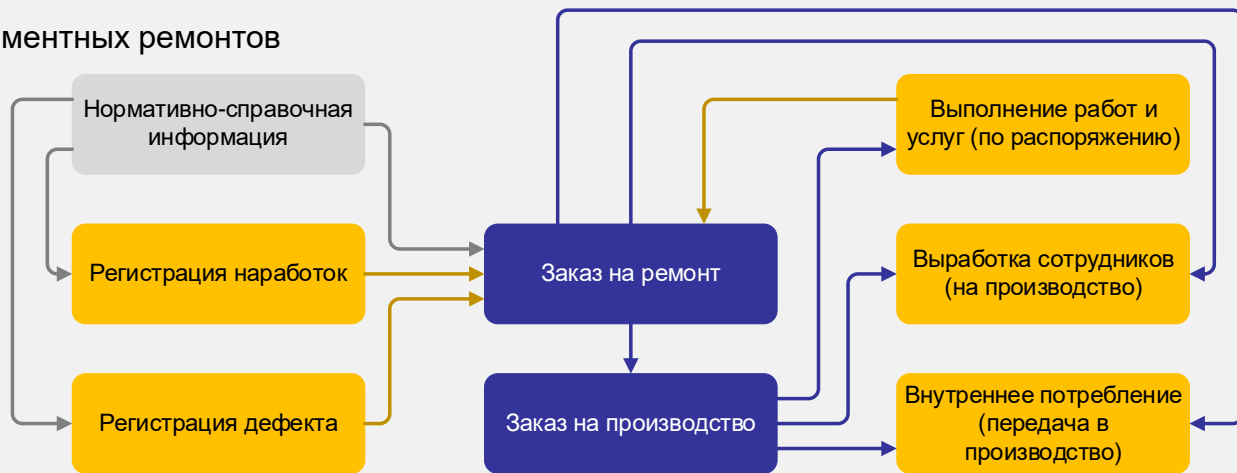 ментных ремонтов
Нормативно-справочная
информация
Выполнение работ и
услуг (по распоряжению)
Регистрация наработок
Заказ на ремонт
Выработка сотрудников
(на производство)
Регистрация дефекта
Заказ на производство
Внутреннее потребление
(передача в
производство)